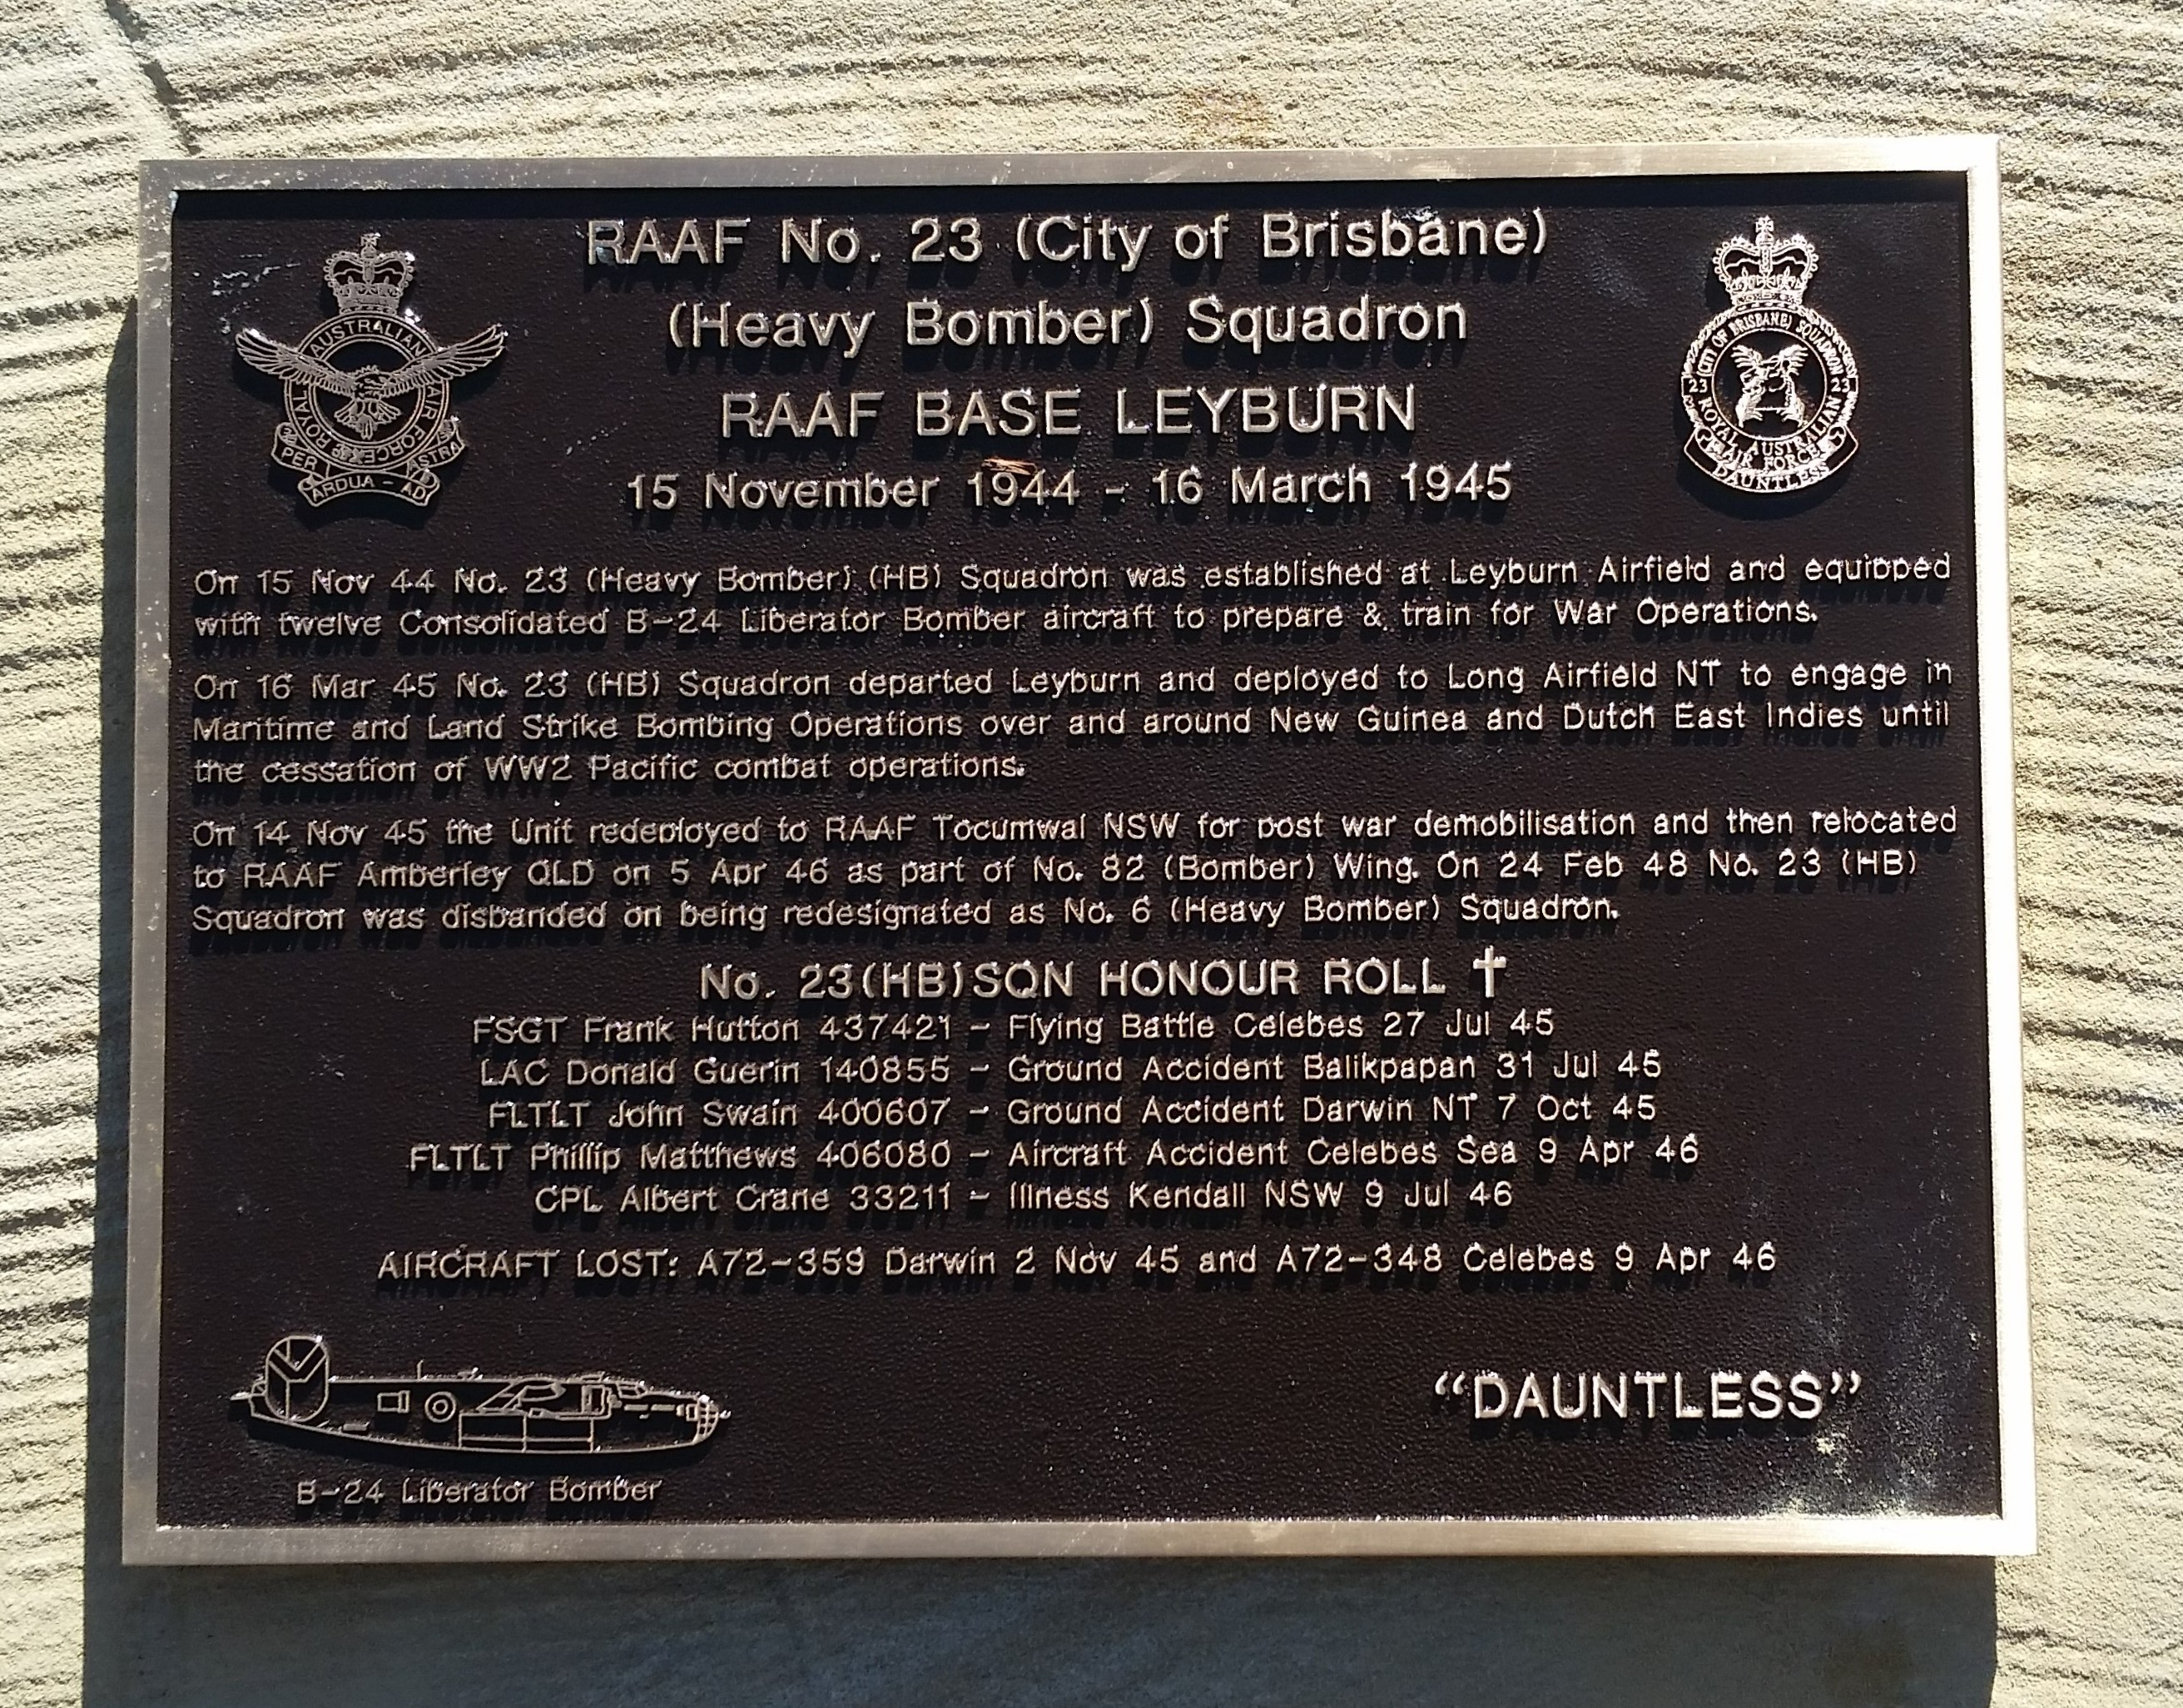 RAAF No. 23 (City of Brisbane)
(Heavy Bomber) Squadron
RAAF BASE LEYBURN
15 November 1944 - 16 March 1945
ROYAL AUSTRALIAN AIR FORCE
PER ARDUA - AD ASTRA
23 (CITY OF BRISBANE) SQUADRON 23
ROYAL AUSTRALIAN
AIR FORCE
DAUNTLESS
On 15 Nov 44 No. 23 (Heavy Bomber) (HB) Squadron was established at Leyburn Airfield and equipped
with twelve Consolidated B-24 Liberator Bomber aircraft to prepare & train for War Operations.
On 16 Mar 45 No. 23 (HB) Squadron departed Leyburn and deployed to Long Airfield NT to engage in
Maritime and Land Strike Bombing Operations over and around New Guinea and Dutch East Indies until
the cessation of WW2 Pacific combat operations.
On 14 Nov 45 the Unit redeployed to RAAF Tocumwal NSW for post war demobilisation and then relocated
to RAAF Amberley QLD on 5 Apr 46 as part of No. 82 (Bomber) Wing. On 24 Feb 48 No. 23 (HB)
Squadron was disbanded on being redesignated as No. 6 (Heavy Bomber) Squadron.
No. 23(HB)SQN HONOUR ROLL ✝
FSGT Frank Hutton 437421 - Flying Battle Celebes 27 Jul 45
LAC Donald Guerin 140855 - Ground Accident Balikpapan 31 Jul 45
FLTLT John Swain 400607 - Ground Accident Darwin NT 7 Oct 45
FLTLT Phillip Matthews 406080 - Aircraft Accident Celebes Sea 9 Apr 46
CPL Albert Crane 33211 - Illness Kendall NSW 9 Jul 46
AIRCRAFT LOST: A72-359 Darwin 2 Nov 45 and A72-348 Celebes 9 Apr 46
B-24 Liberator Bomber
“DAUNTLESS”